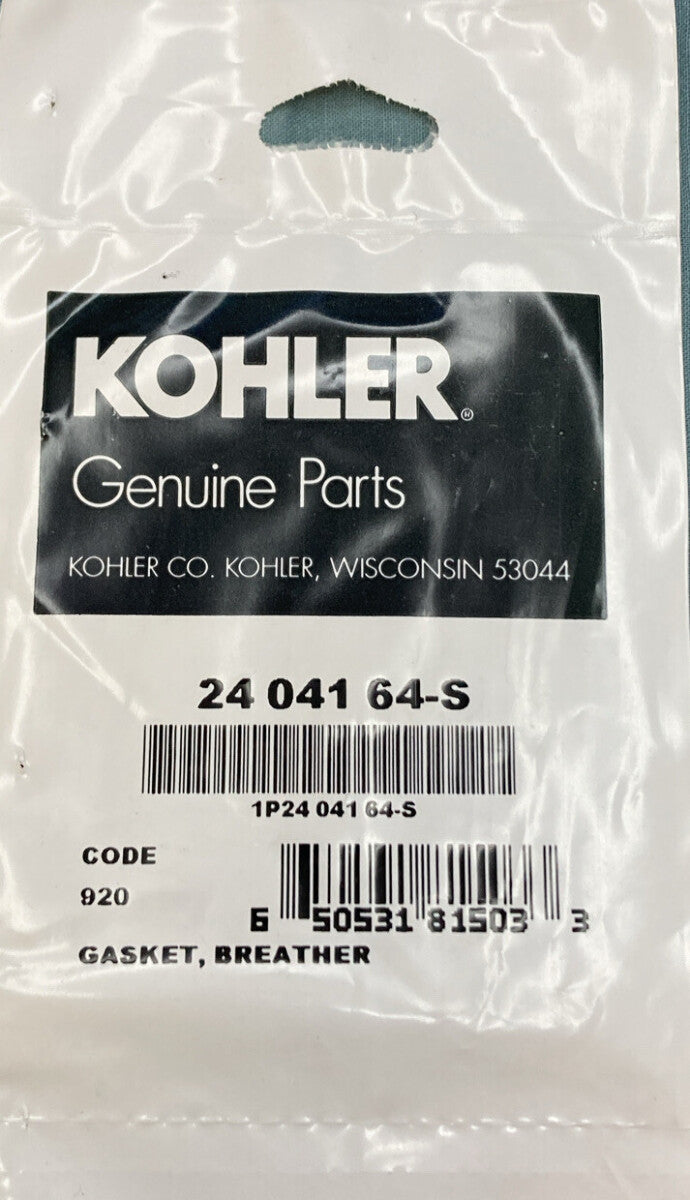 KOHLER®
Genuine Parts
KOHLER CO. KOHLER, WISCONSIN 53044
24 041 64-S
1P24 041 64-S
CODE
920
6 50531 81503 3
GASKET, BREATHER